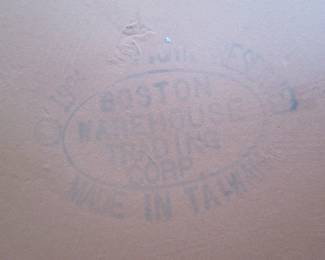 BOSTON
WAREHOUSE
TRADING
CORP
MADE IN TAIWAN